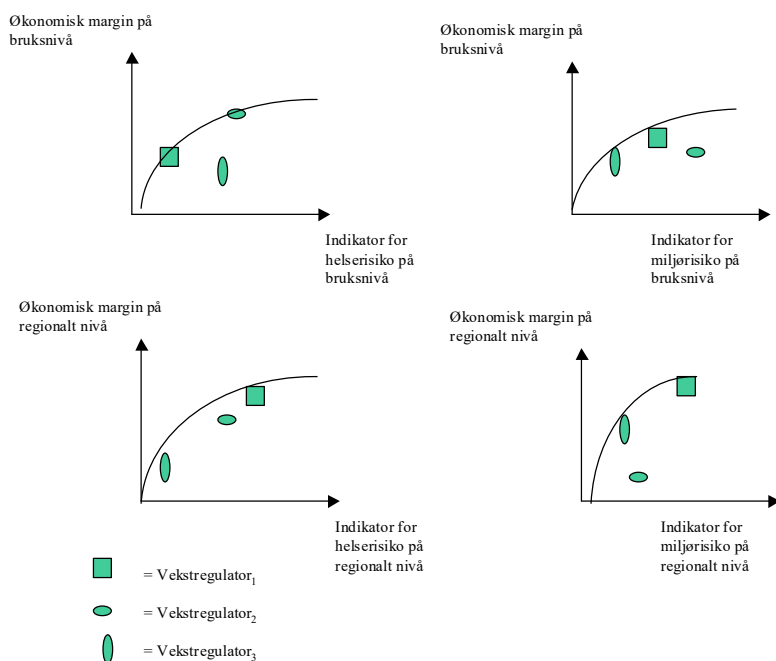 Økonomisk margin på
bruksnivå
Økonomisk margin på
bruksnivå
Indikator for
helserisiko på
bruksnivå
Indikator for
miljørisiko på
bruksnivå
Økonomisk margin på
regionalt nivå
Økonomisk margin på
regionalt nivå
Indikator for
helserisiko på
regionalt nivå
Indikator for
miljørisiko på
regionalt nivå
= Vekstregulator₁
= Vekstregulator₂
= Vekstregulator₃